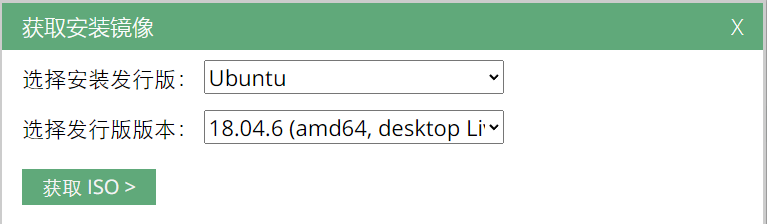 获取安装镜像 X
选择安装发行版： Ubuntu
选择发行版版本： 18.04.6 (amd64, desktop Li
获取 ISO >